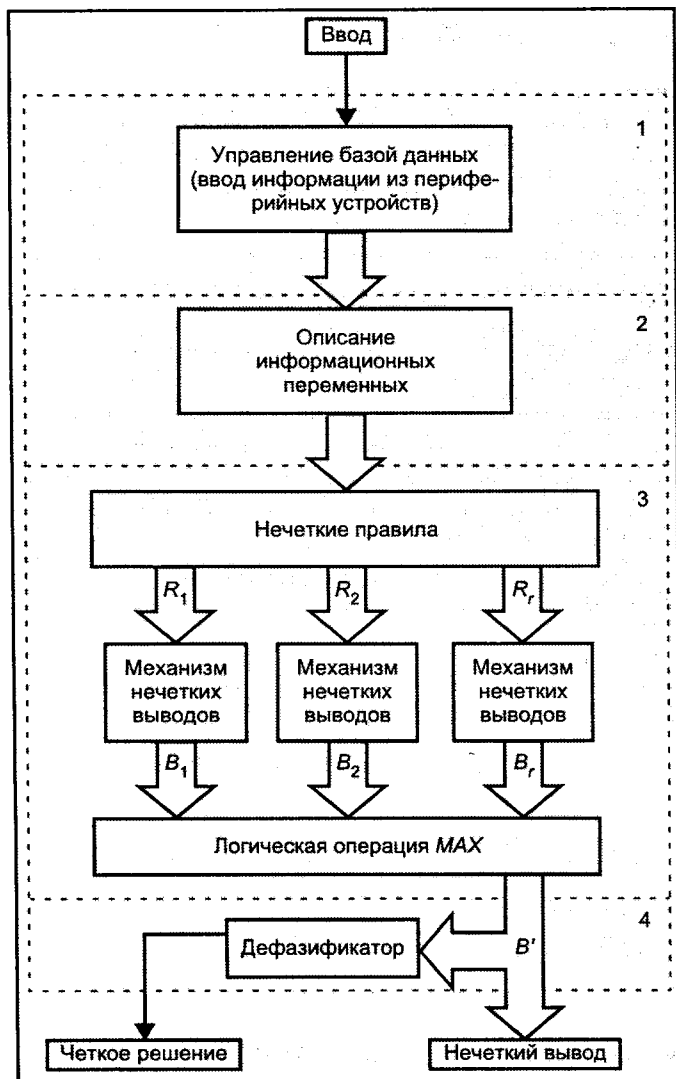 Ввод
1
Управление базой данных
(ввод информации из перифе-
рийных устройств)
2
Описание
информационных
переменных
3
Нечеткие правила
R1 R2 Rr
Механизм нечетких выводов
Механизм нечетких выводов
Механизм нечетких выводов
B1 B2 Br
Логическая операция MAX
4
Дефазификатор
B'
Четкое решение
Нечеткий вывод